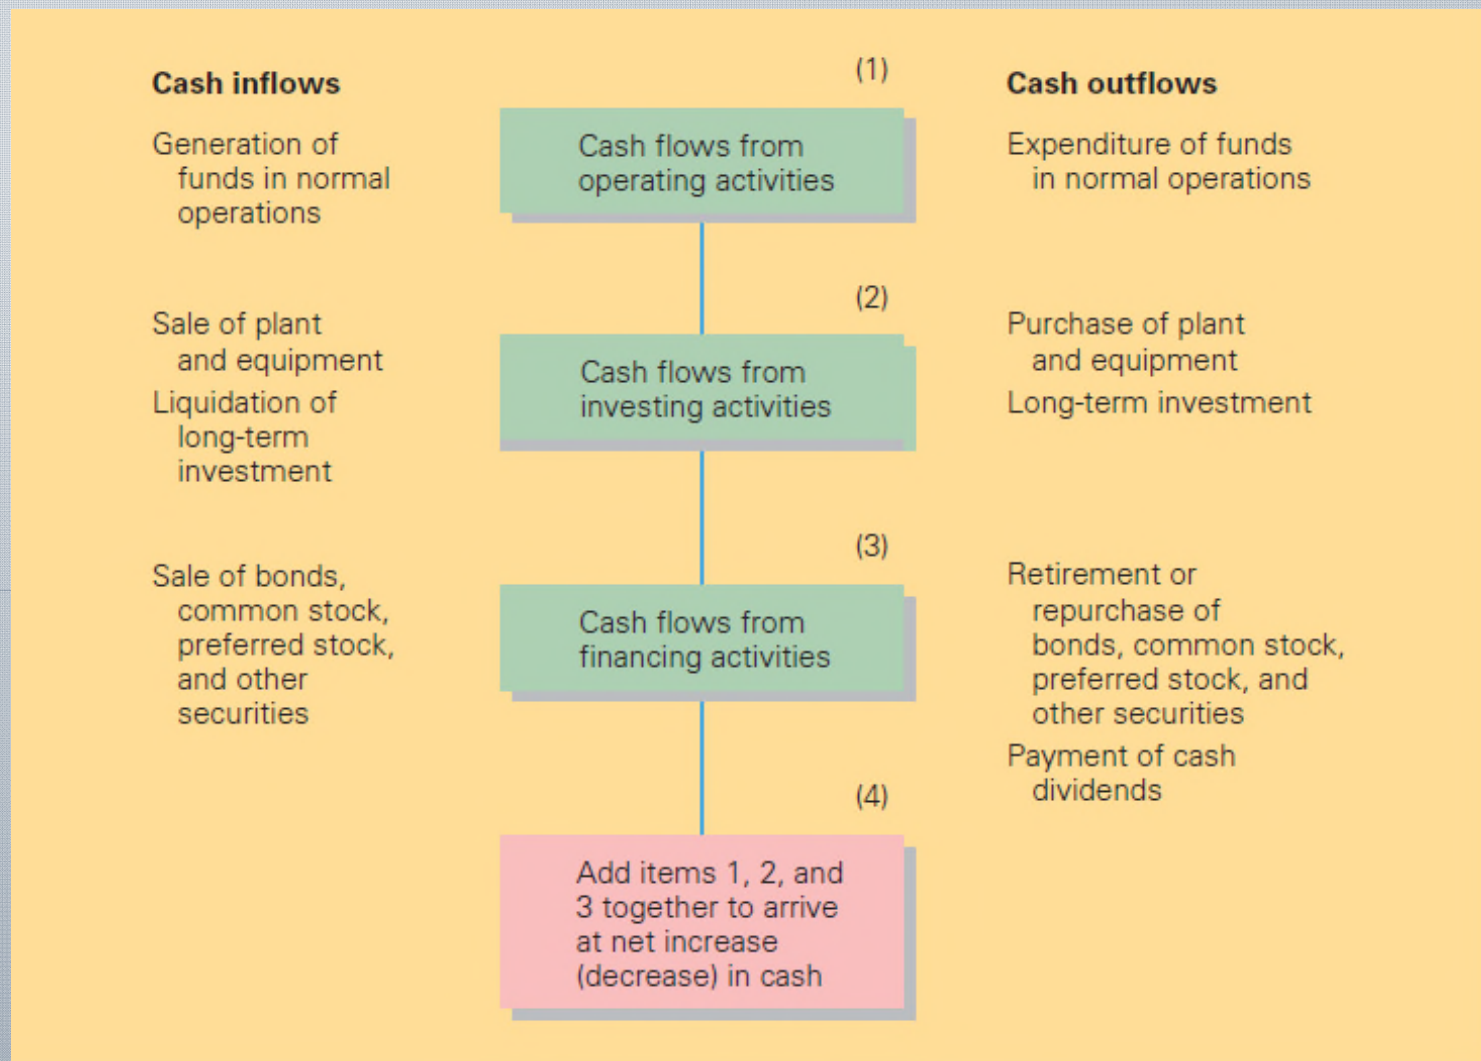 Cash inflows
(1)
Cash outflows
Generation of
funds in normal
operations
Cash flows from
operating activities
Expenditure of funds
in normal operations
(2)
Sale of plant
and equipment
Liquidation of
long-term
investment
Cash flows from
investing activities
Purchase of plant
and equipment
Long-term investment
(3)
Sale of bonds,
common stock,
preferred stock,
and other
securities
Cash flows from
financing activities
Retirement or
repurchase of
bonds, common stock,
preferred stock, and
other securities
Payment of cash
dividends
(4)
Add items 1, 2, and
3 together to arrive
at net increase
(decrease) in cash